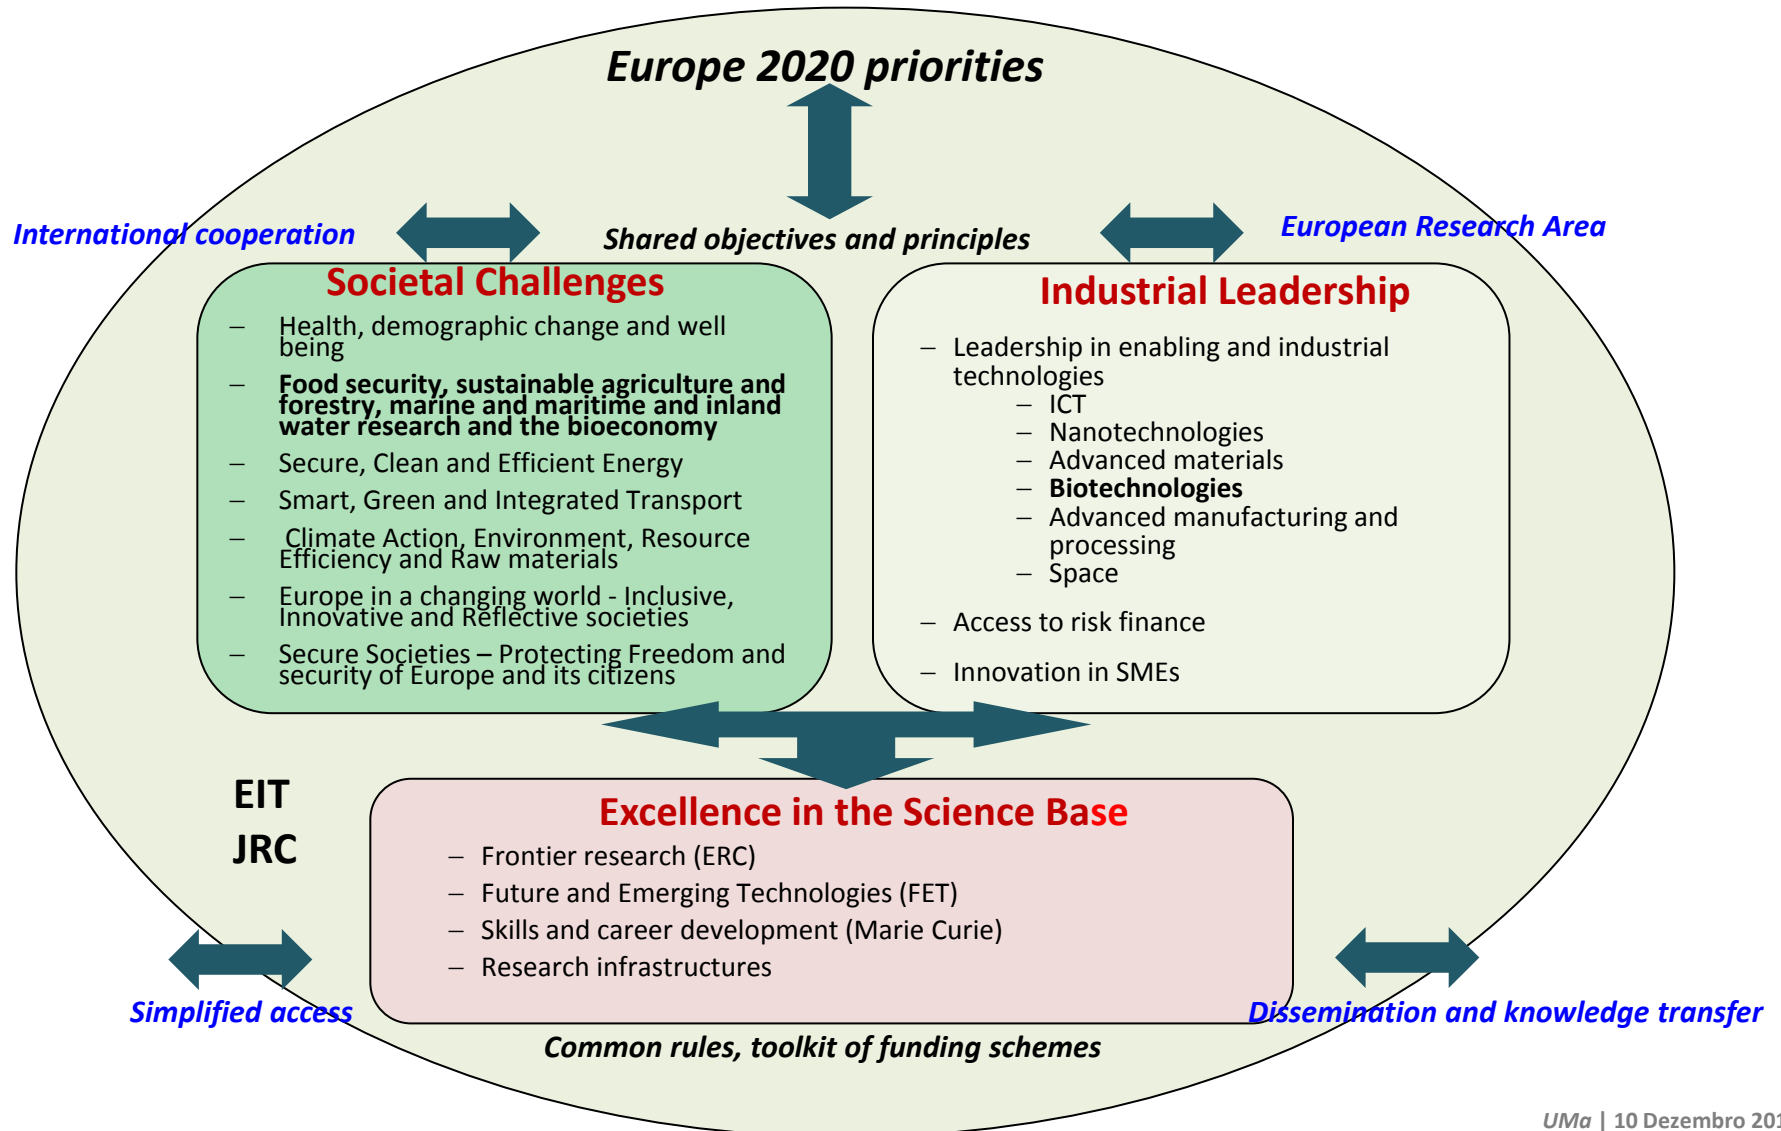 Europe 2020 priorities
International cooperation
Shared objectives and principles
European Research Area
Societal Challenges
– Health, demographic change and well
being
– Food security, sustainable agriculture and
forestry, marine and maritime and inland
water research and the bioeconomy
– Secure, Clean and Efficient Energy
– Smart, Green and Integrated Transport
– Climate Action, Environment, Resource
Efficiency and Raw materials
– Europe in a changing world - Inclusive,
Innovative and Reflective societies
– Secure Societies – Protecting Freedom and
security of Europe and its citizens
Industrial Leadership
– Leadership in enabling and industrial
technologies
– ICT
– Nanotechnologies
– Advanced materials
– Biotechnologies
– Advanced manufacturing and
processing
– Space
– Access to risk finance
– Innovation in SMEs
EIT
JRC
Excellence in the Science Base
– Frontier research (ERC)
– Future and Emerging Technologies (FET)
– Skills and career development (Marie Curie)
– Research infrastructures
Simplified access
Dissemination and knowledge transfer
Common rules, toolkit of funding schemes
UMa | 10 Dezembro 201